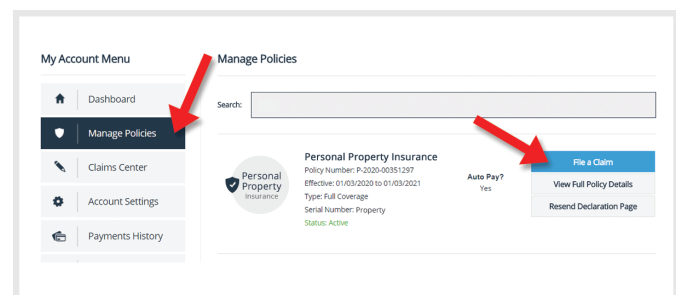 My Account Menu
Dashboard
Manage Policies
Claims Center
Account Settings
Payments History
Manage Policies
Search:
Personal
Property
Insurance
Personal Property Insurance
Policy Number: P-2020-00351297
Effective: 01/03/2020 to 01/03/2021
Type: Full Coverage
Serial Number: Property
Status: Active
Auto Pay?
Yes
File a Claim
View Full Policy Details
Resend Declaration Page